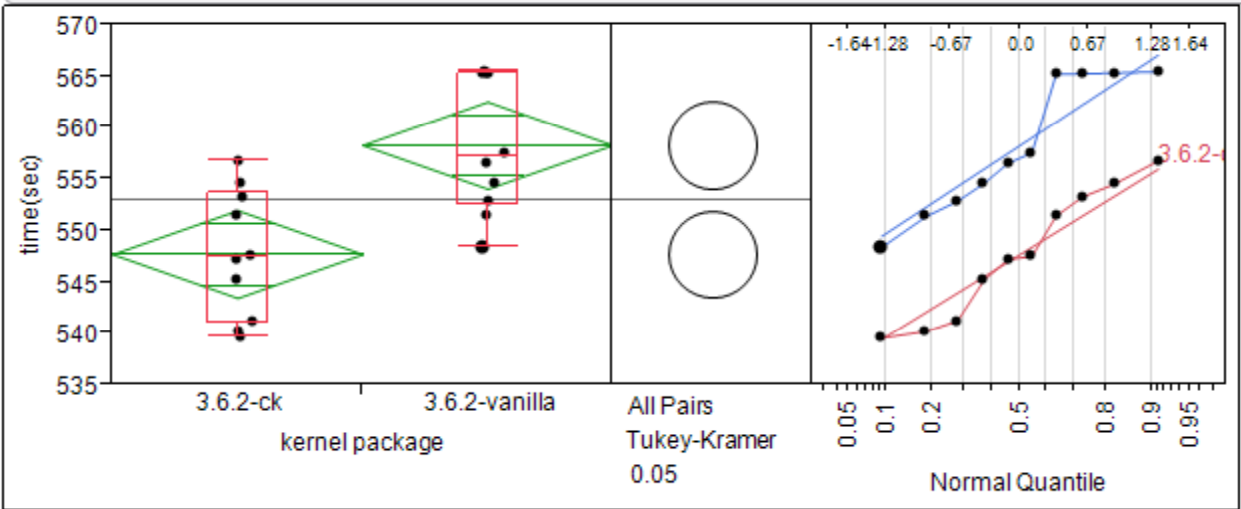 570
565
560
555
550
545
540
535
time(sec)
3.6.2-ck
3.6.2-vanilla
kernel package
All Pairs
Tukey-Kramer
0.05
-1.64 -1.28 -0.67 0.0 0.67 1.28 1.64
3.6.2-
0.05 0.1 0.2 0.5 0.8 0.9 0.95
Normal Quantile